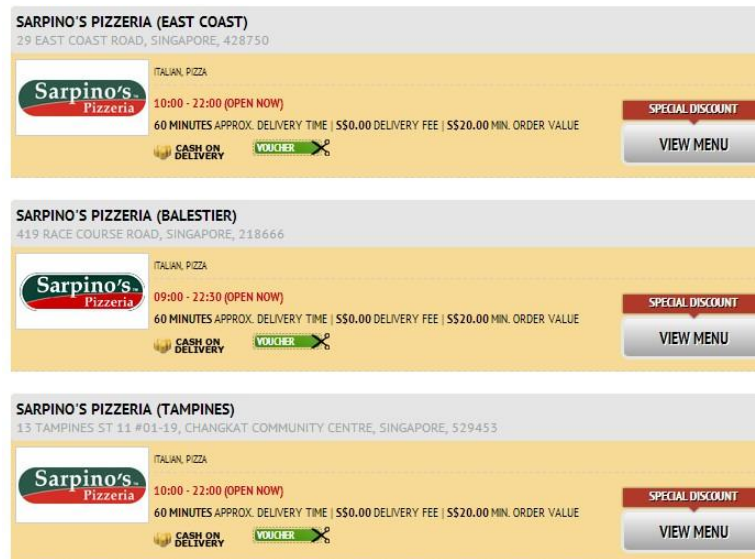 SARPINO'S PIZZERIA (EAST COAST)
29 EAST COAST ROAD, SINGAPORE, 428750
Sarpino's
Pizzeria
ITALIAN, PIZZA
10:00 - 22:00 (OPEN NOW)
60 MINUTES APPROX. DELIVERY TIME | S$0.00 DELIVERY FEE | S$20.00 MIN. ORDER VALUE
CASH ON
DELIVERY
VOUCHER
SPECIAL DISCOUNT
VIEW MENU
SARPINO'S PIZZERIA (BALESTIER)
419 RACE COURSE ROAD, SINGAPORE, 218666
Sarpino's
Pizzeria
ITALIAN, PIZZA
09:00 - 22:30 (OPEN NOW)
60 MINUTES APPROX. DELIVERY TIME | S$0.00 DELIVERY FEE | S$20.00 MIN. ORDER VALUE
CASH ON
DELIVERY
VOUCHER
SPECIAL DISCOUNT
VIEW MENU
SARPINO'S PIZZERIA (TAMPINES)
13 TAMPINES ST 11 #01-19, CHANGKAT COMMUNITY CENTRE, SINGAPORE, 529453
Sarpino's
Pizzeria
ITALIAN, PIZZA
10:00 - 22:00 (OPEN NOW)
60 MINUTES APPROX. DELIVERY TIME | S$0.00 DELIVERY FEE | S$20.00 MIN. ORDER VALUE
CASH ON
DELIVERY
VOUCHER
SPECIAL DISCOUNT
VIEW MENU